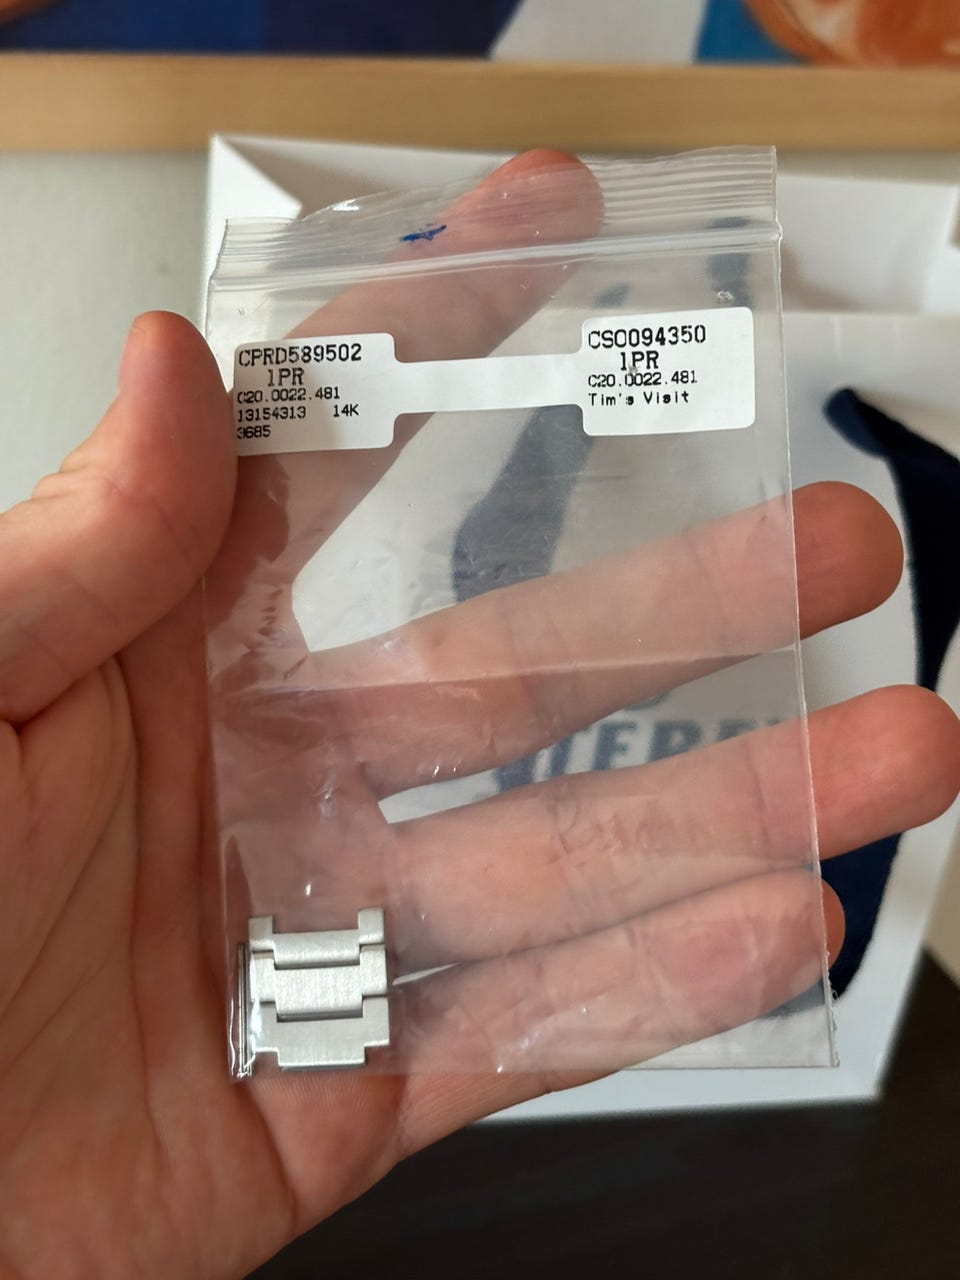 CPRD589502
1PR
C20.0022.481
13154313 14K
3685
CS0094350
1PR
C20.0022.481
Tim's Visit